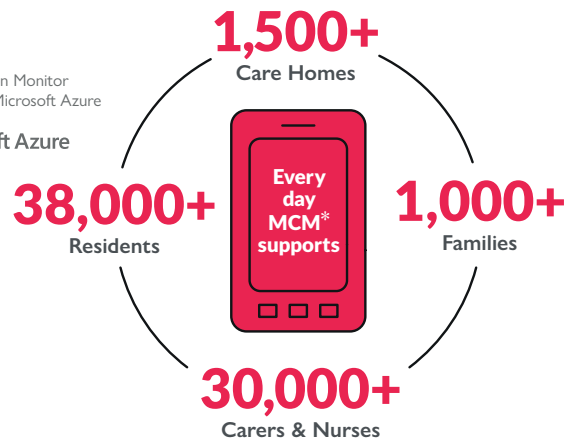 1,500+
Care Homes
n Monitor
Microsoft Azure
ft Azure
38,000+
Residents
Every
day
MCM*
supports
1,000+
Families
30,000+
Carers & Nurses